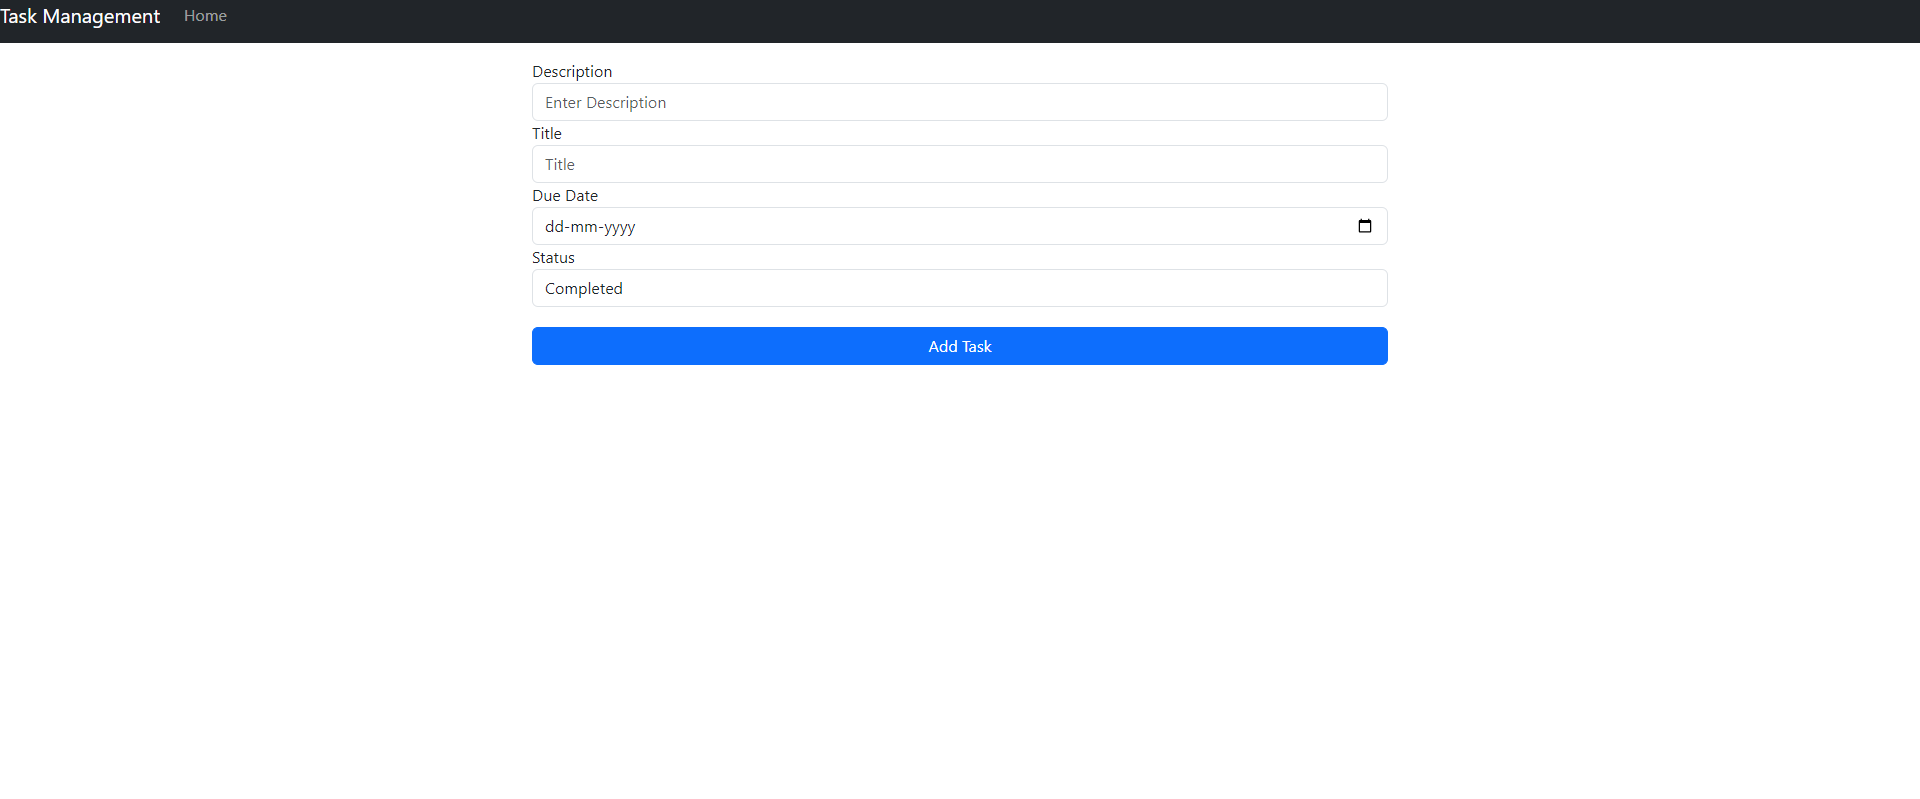 Task Management Home
Description
Enter Description
Title
Title
Due Date
dd-mm-yyyy
Status
Completed
Add Task